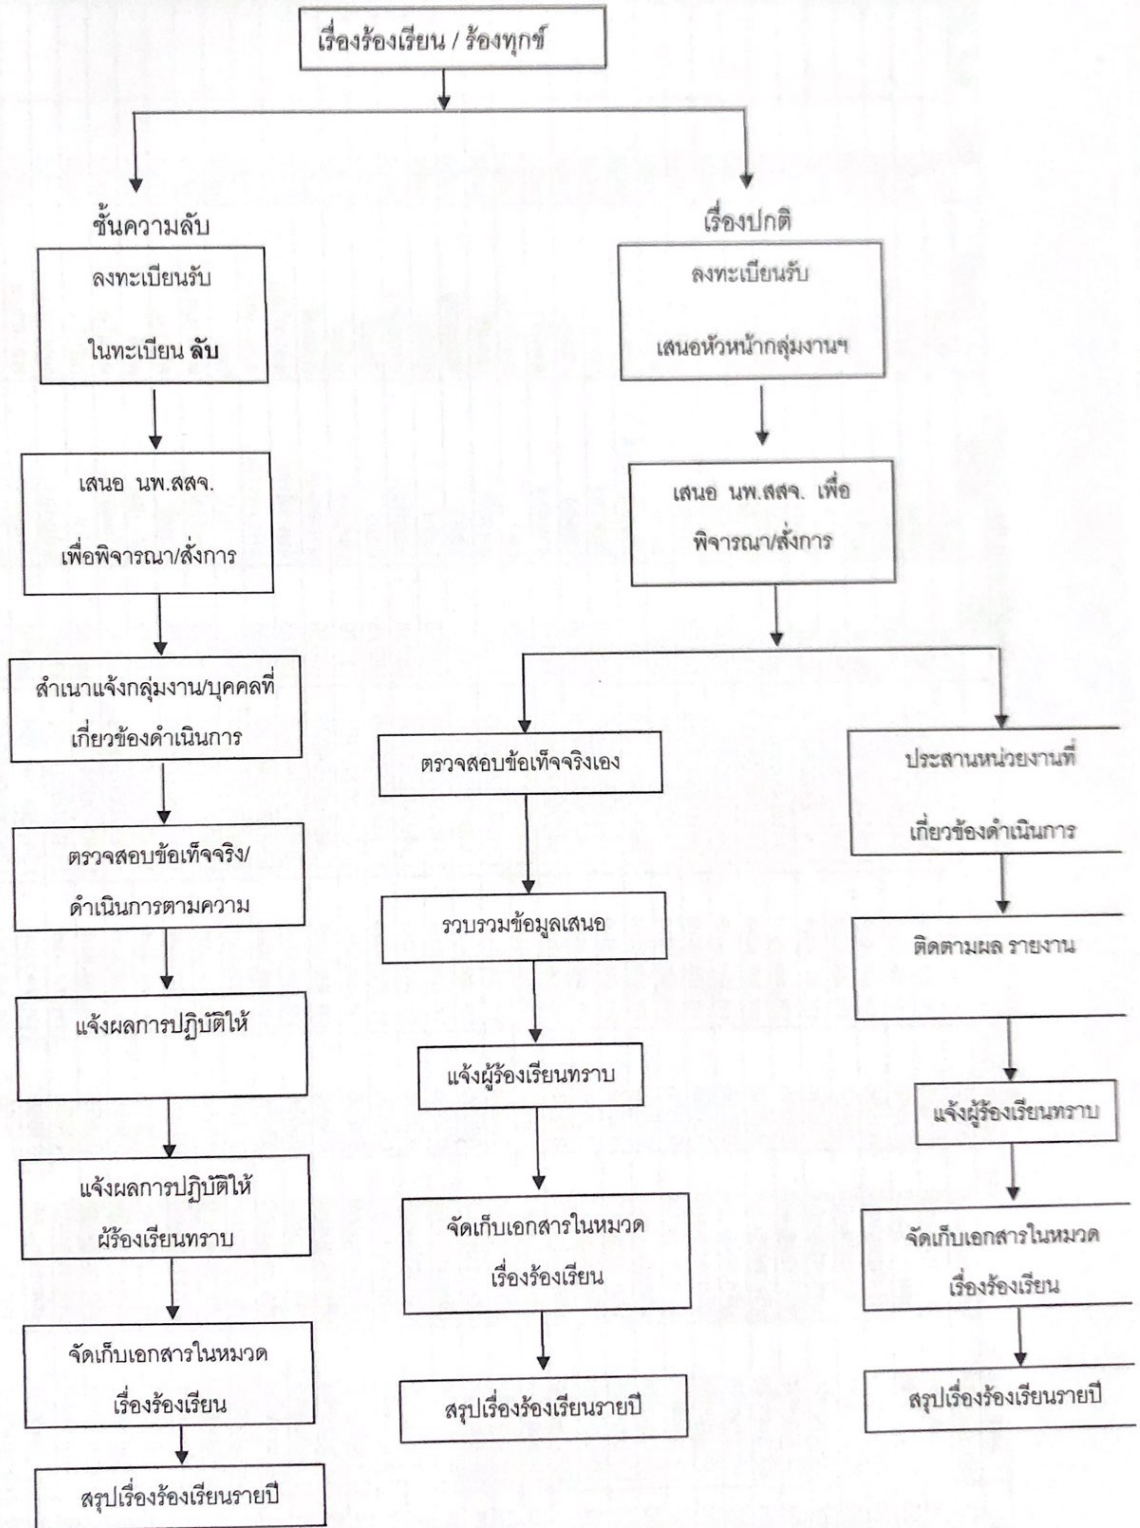 เรื่องร้องเรียน / ร้องทุกข์
ชั้นความลับ
ลงทะเบียนรับ
ในทะเบียน ลับ
เสนอ นพ.สสจ.
เพื่อพิจารณา/สั่งการ
สำเนาแจ้งกลุ่มงาน/บุคคลที่
เกี่ยวข้องดำเนินการ
ตรวจสอบข้อเท็จจริง/
ดำเนินการตามความ
แจ้งผลการปฏิบัติให้
แจ้งผลการปฏิบัติให้
ผู้ร้องเรียนทราบ
จัดเก็บเอกสารในหมวด
เรื่องร้องเรียน
สรุปเรื่องร้องเรียนรายปี
เรื่องปกติ
ลงทะเบียนรับ
เสนอหัวหน้ากลุ่มงานฯ
เสนอ นพ.สสจ. เพื่อ
พิจารณา/สั่งการ
ตรวจสอบข้อเท็จจริงเอง
รวบรวมข้อมูลเสนอ
แจ้งผู้ร้องเรียนทราบ
จัดเก็บเอกสารในหมวด
เรื่องร้องเรียน
สรุปเรื่องร้องเรียนรายปี
ประสานหน่วยงานที่
เกี่ยวข้องดำเนินการ
ติดตามผล รายงาน
แจ้งผู้ร้องเรียนทราบ
จัดเก็บเอกสารในหมวด
เรื่องร้องเรียน
สรุปเรื่องร้องเรียนรายปี